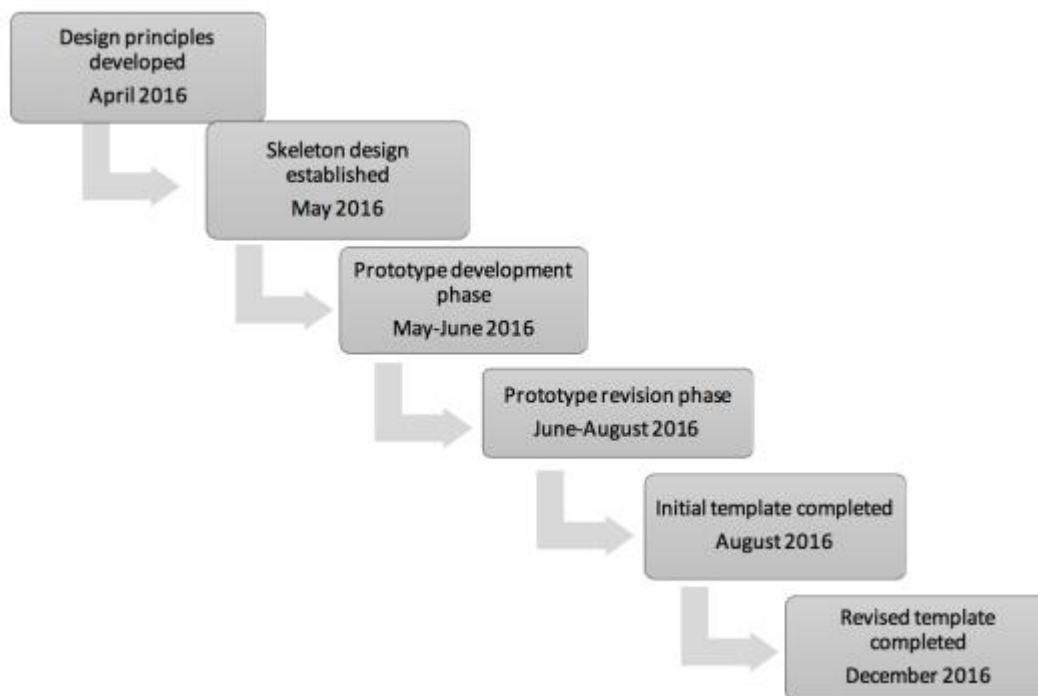 Design principles
developed
April 2016
Skeleton design
established
May 2016
Prototype development
phase
May-June 2016
Prototype revision phase
June-August 2016
Initial template completed
August 2016
Revised template
completed
December 2016